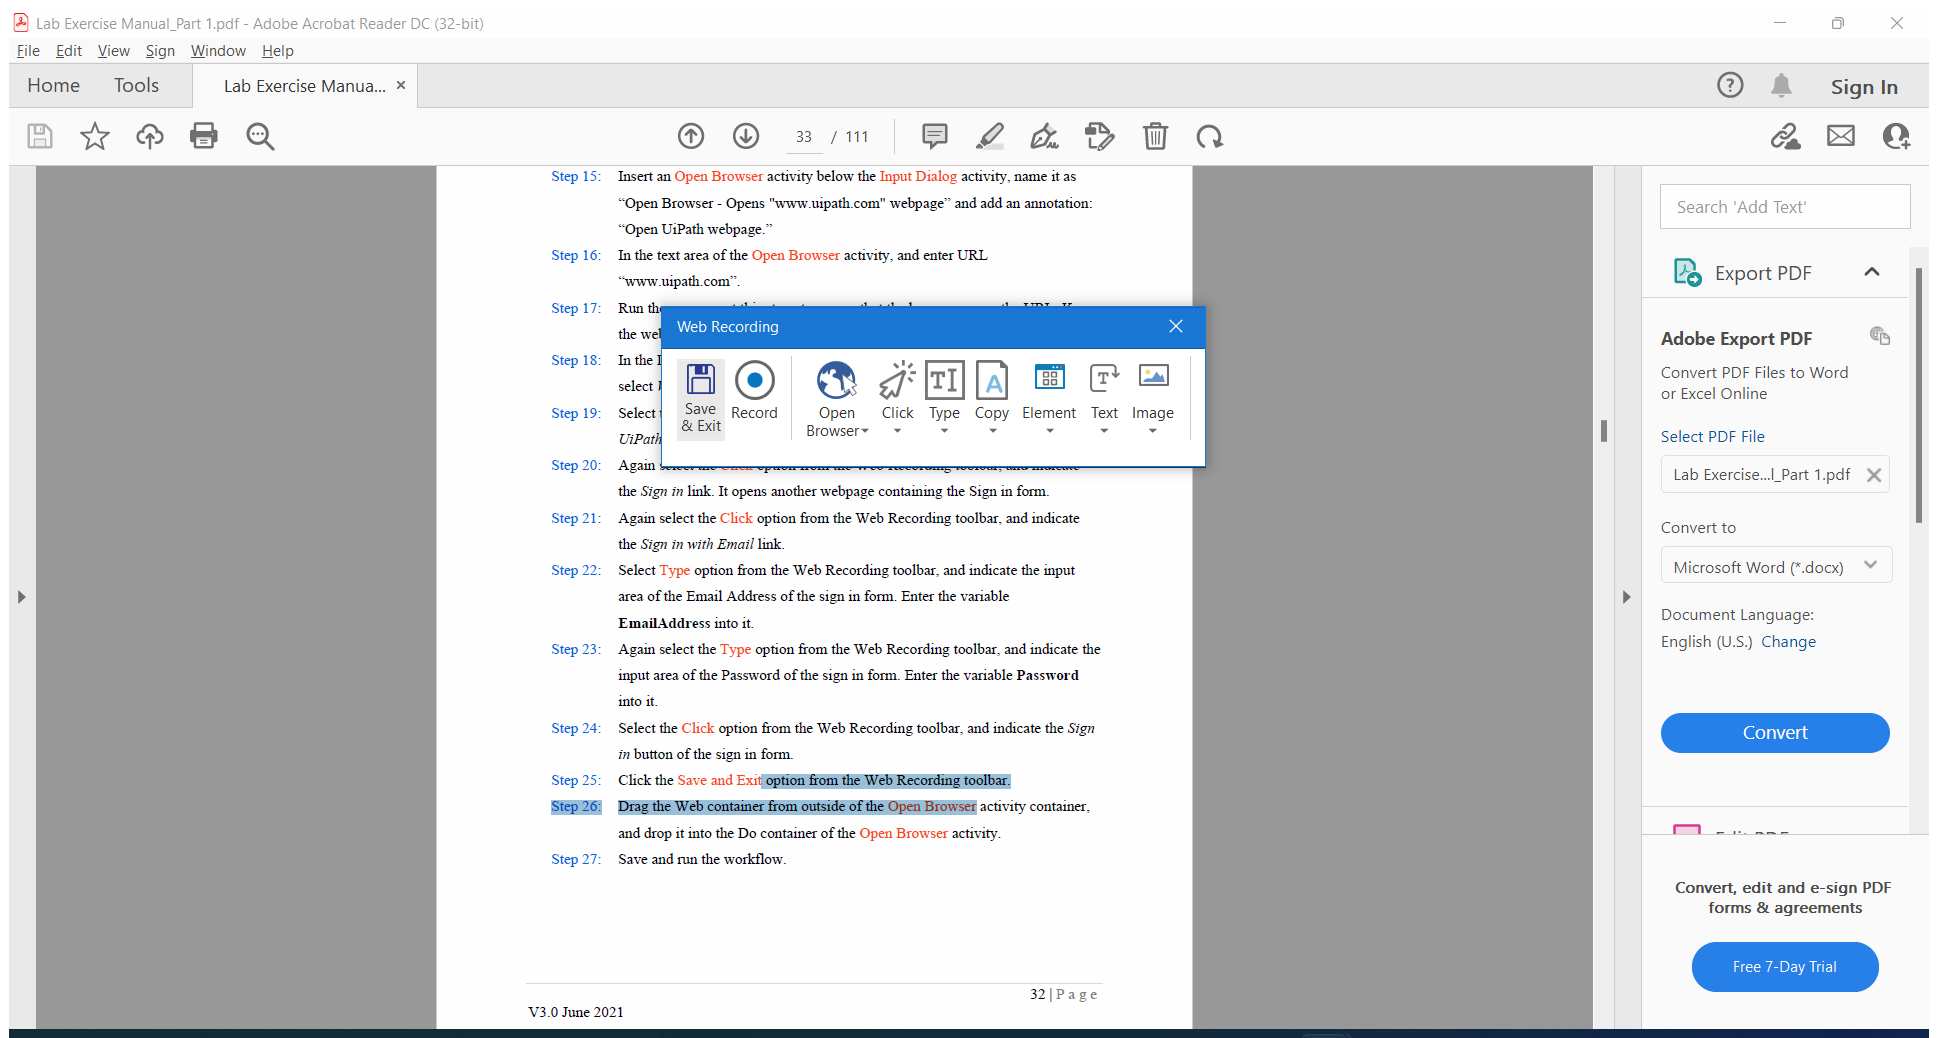 Lab Exercise Manual_Part 1.pdf - Adobe Acrobat Reader DC (32-bit)
File Edit View Sign Window Help
Home Tools Lab Exercise Manua... × Sign In
33 / 111
Step 15: Insert an Open Browser activity below the Input Dialog activity, name it as
“Open Browser - Opens "www.uipath.com" webpage” and add an annotation:
“Open UiPath webpage.”
Step 16: In the text area of the Open Browser activity, and enter URL
“www.uipath.com”.
Step 17: Run the
the web
Step 18: In the
select
Step 19: Select
UiPath
Step 20: Again select the Click option from the Web Recording toolbar, and indicate
the Sign in link. It opens another webpage containing the Sign in form.
Step 21: Again select the Click option from the Web Recording toolbar, and indicate
the Sign in with Email link.
Step 22: Select Type option from the Web Recording toolbar, and indicate the input
area of the Email Address of the sign in form. Enter the variable
EmailAddress into it.
Step 23: Again select the Type option from the Web Recording toolbar, and indicate the
input area of the Password of the sign in form. Enter the variable Password
into it.
Step 24: Select the Click option from the Web Recording toolbar, and indicate the Sign
in button of the sign in form.
Step 25: Click the Save and Exit option from the Web Recording toolbar.
Step 26: Drag the Web container from outside of the Open Browser activity container,
and drop it into the Do container of the Open Browser activity.
Step 27: Save and run the workflow.
32 | Page
V3.0 June 2021
Web Recording
Save
& Exit
Record
Open
Browser
Click
Type
Copy
Element
Text
Image
Search 'Add Text'
Export PDF
Adobe Export PDF
Convert PDF Files to Word
or Excel Online
Select PDF File
Lab Exercise...l_Part 1.pdf
Convert to
Microsoft Word (*.docx)
Document Language:
English (U.S.) Change
Convert
Edit PDF
Convert, edit and e-sign PDF
forms & agreements
Free 7-Day Trial